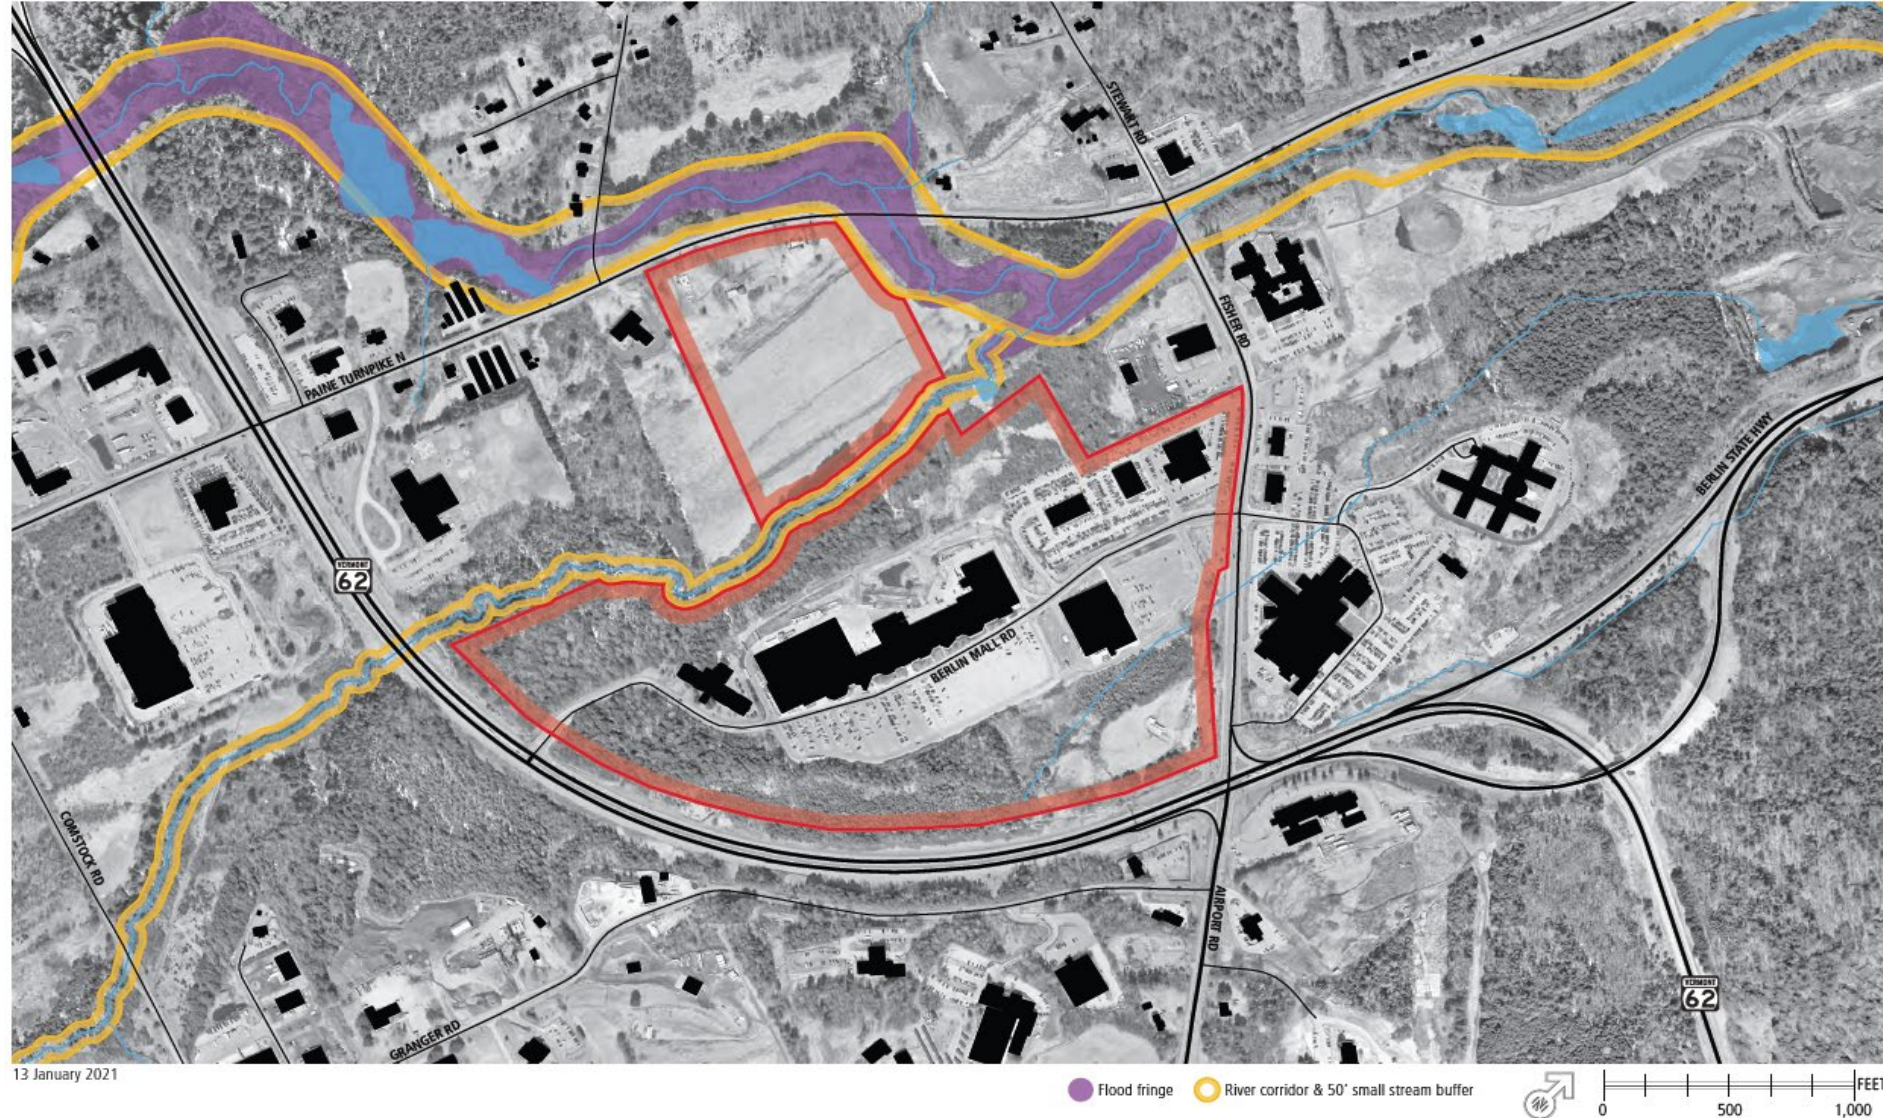 STEWART RD
FISHER RD
PAINE TURNPIKE N
BERLIN STATE HWY
VERMONT
62
BERLIN MALL RD
COMSTOCK RD
AIRPORT RD
VERMONT
62
GRANGER RD
13 January 2021
Flood fringe
River corridor & 50' small stream buffer
FEET
0
500
1,000